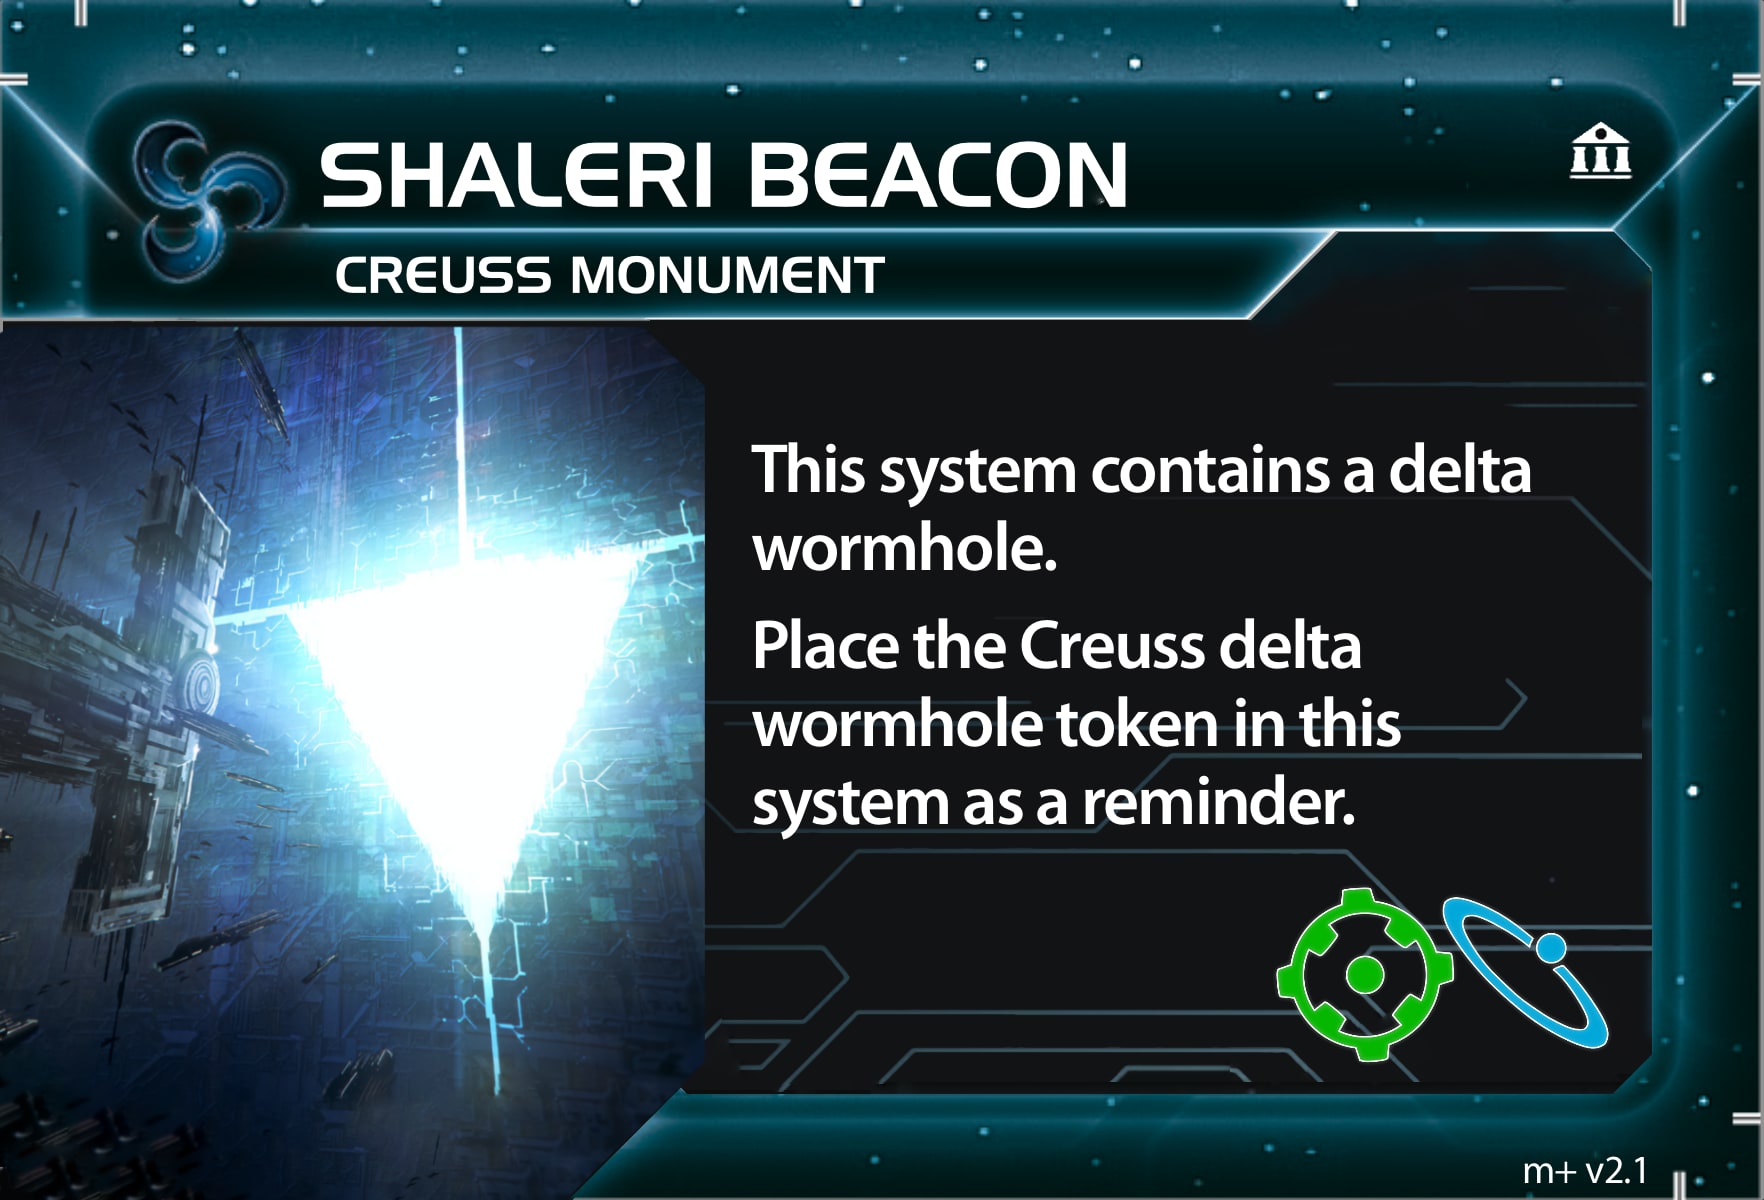 SHALERI BEACON
CREUSS MONUMENT
This system contains a delta
wormhole.
Place the Creuss delta
wormhole token in this
system as a reminder.
m+ v2.1